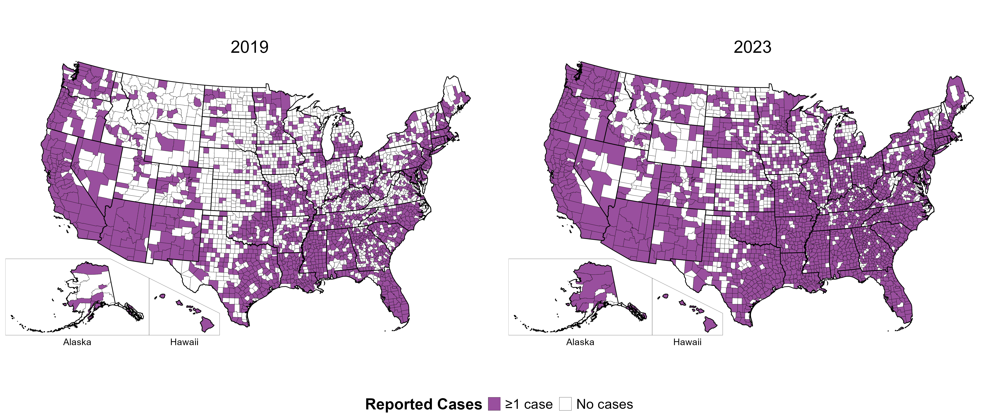 2019
2023
Alaska
Hawaii
Alaska
Hawaii
Reported Cases ≥1 case No cases